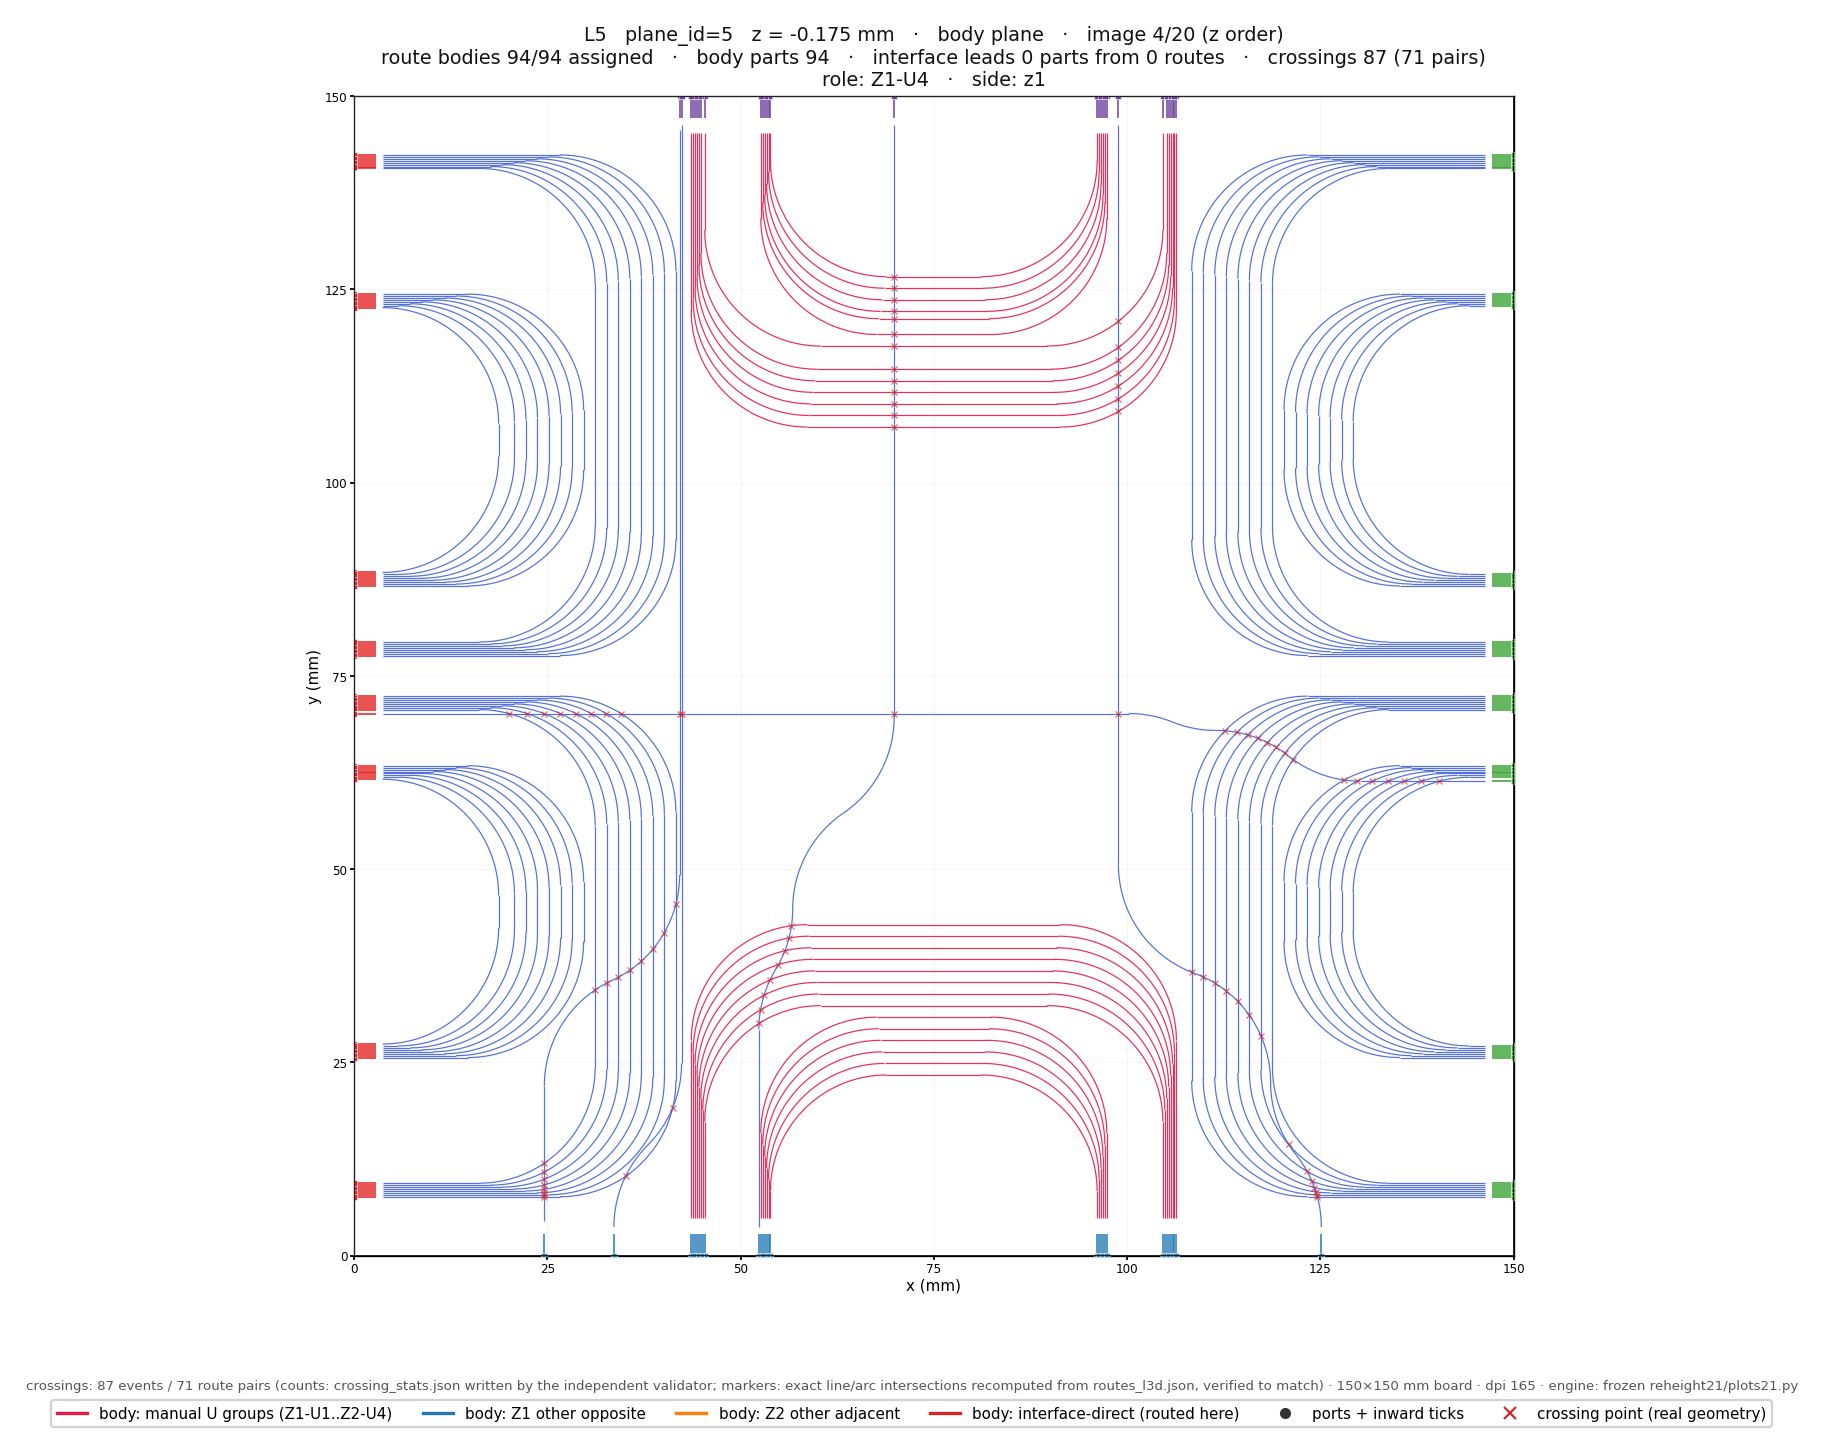 L5   plane_id=5   z = -0.175 mm   ·   body plane   ·   image 4/20 (z order)
route bodies 94/94 assigned   ·   body parts 94   ·   interface leads 0 parts from 0 routes   ·   crossings 87 (71 pairs)
role: Z1-U4   ·   side: z1
150
125
100
75
50
25
0
y (mm)
0 25 50 75 100 125 150
x (mm)
crossings: 87 events / 71 route pairs (counts: crossing_stats.json written by the independent validator; markers: exact line/arc intersections recomputed from routes_l3d.json, verified to match) · 150×150 mm board · dpi 165 · engine: frozen reheight21/plots21.py
body: manual U groups (Z1-U1..Z2-U4) body: Z1 other opposite body: Z2 other adjacent body: interface-direct (routed here) ports + inward ticks crossing point (real geometry)